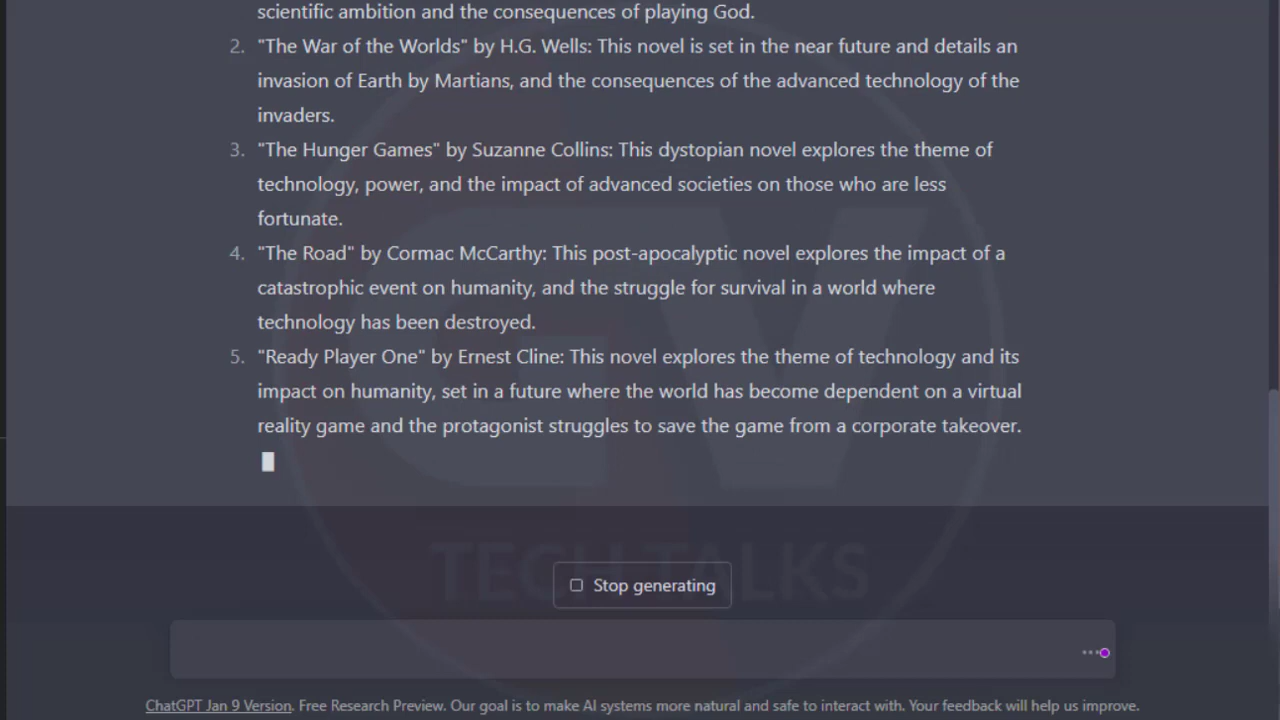 scientific ambition and the consequences of playing God.
2. "The War of the Worlds" by H.G. Wells: This novel is set in the near future and details an
invasion of Earth by Martians, and the consequences of the advanced technology of the
invaders.
3. "The Hunger Games" by Suzanne Collins: This dystopian novel explores the theme of
technology, power, and the impact of advanced societies on those who are less
fortunate.
4. "The Road" by Cormac McCarthy: This post-apocalyptic novel explores the impact of a
catastrophic event on humanity, and the struggle for survival in a world where
technology has been destroyed.
5. "Ready Player One" by Ernest Cline: This novel explores the theme of technology and its
impact on humanity, set in a future where the world has become dependent on a virtual
reality game and the protagonist struggles to save the game from a corporate takeover.
GV
TECH TALKS
Stop generating
ChatGPT Jan 9 Version. Free Research Preview. Our goal is to make AI systems more natural and safe to interact with. Your feedback will help us improve.